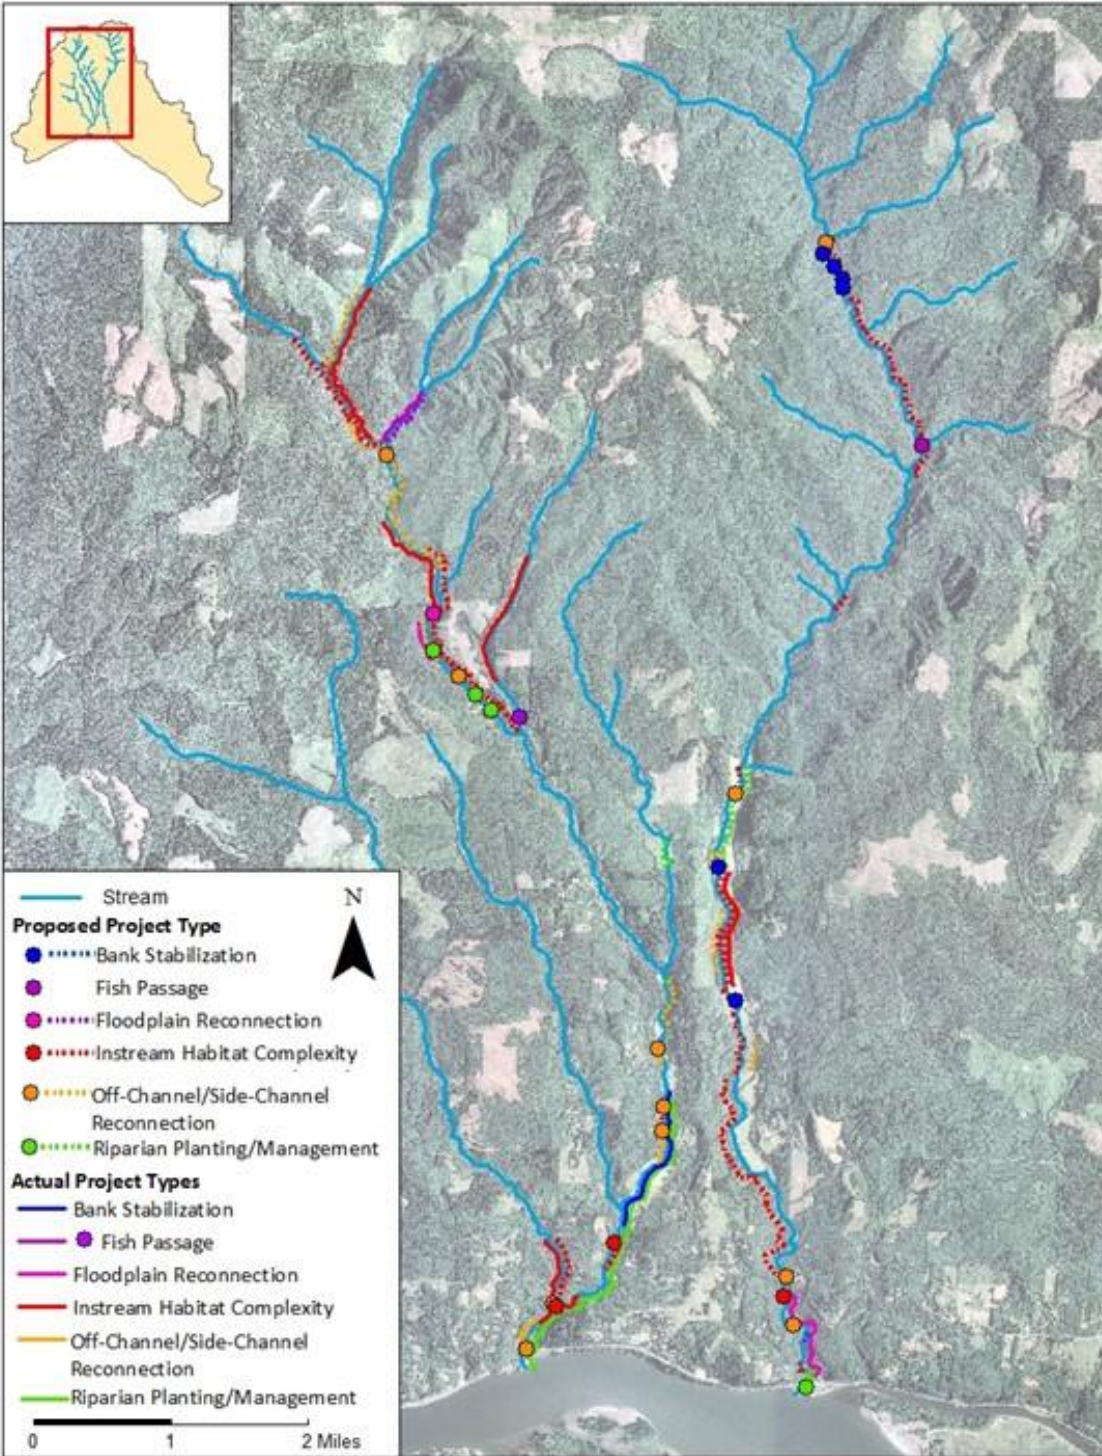 Stream
N
Proposed Project Type
Bank Stabilization
Fish Passage
Floodplain Reconnection
Instream Habitat Complexity
Off-Channel/Side-Channel
Reconnection
Riparian Planting/Management
Actual Project Types
Bank Stabilization
Fish Passage
Floodplain Reconnection
Instream Habitat Complexity
Off-Channel/Side-Channel
Reconnection
Riparian Planting/Management
0 1 2 Miles